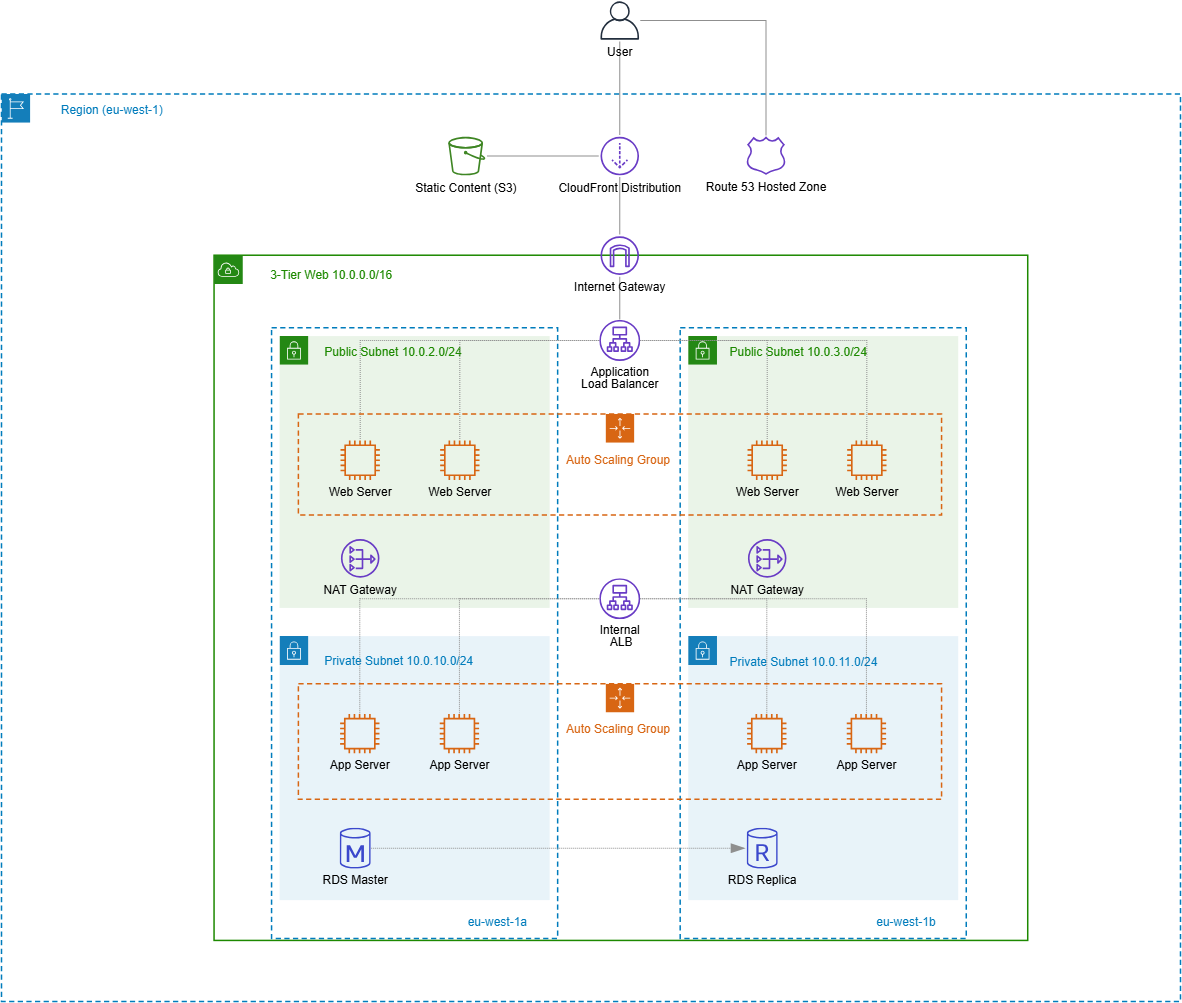 User
Region (eu-west-1)
Static Content (S3)
CloudFront Distribution
Route 53 Hosted Zone
3-Tier Web 10.0.0.0/16
Internet Gateway
Public Subnet 10.0.2.0/24
Public Subnet 10.0.3.0/24
Application
Load Balancer
Auto Scaling Group
Web Server
Web Server
Web Server
Web Server
NAT Gateway
NAT Gateway
Internal
ALB
Private Subnet 10.0.10.0/24
Private Subnet 10.0.11.0/24
Auto Scaling Group
App Server
App Server
App Server
App Server
M
R
RDS Master
RDS Replica
eu-west-1a
eu-west-1b